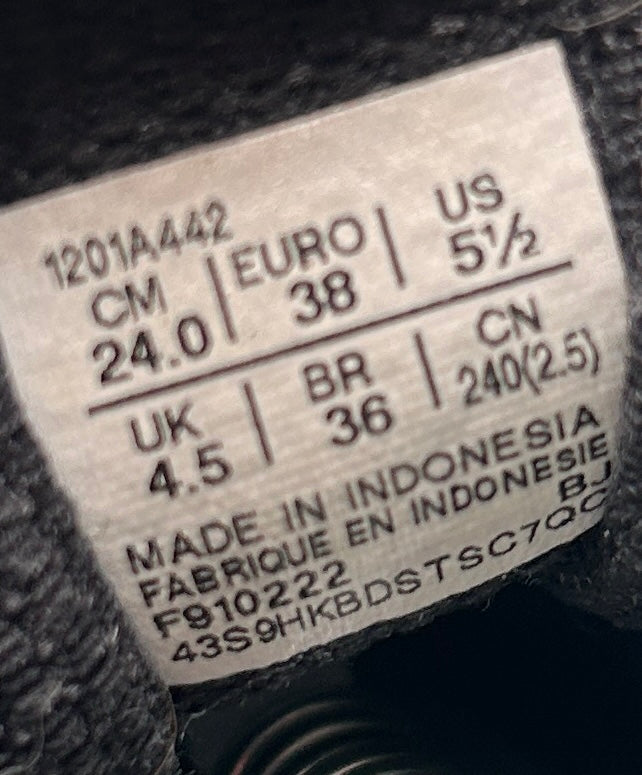 1201A442
CM | EURO | US
24.0 | 38 | 5½
UK | BR | CN
4.5 | 36 | 240(2.5)
MADE IN INDONESIA
FABRIQUE EN INDONESIE
BJ
F910222
43S9HKBDSTSC7QC